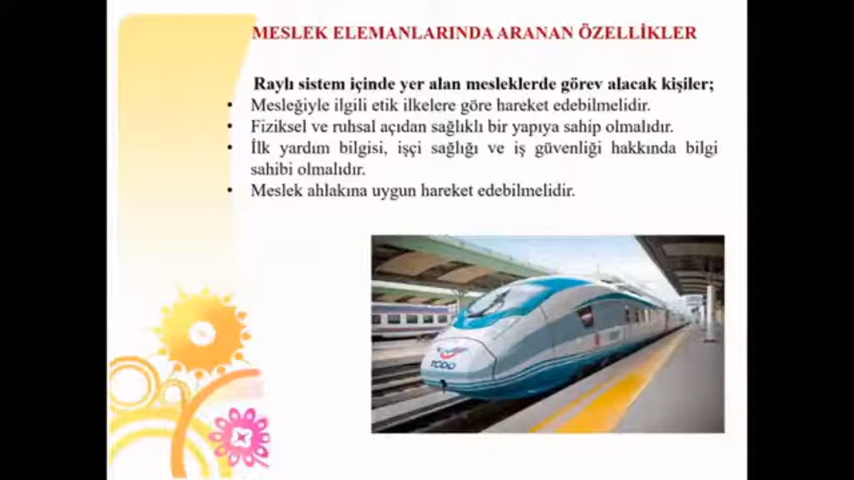 MESLEK ELEMANLARINDA ARANAN ÖZELLİKLER
Raylı sistem içinde yer alan mesleklerde görev alacak kişiler;
• Mesleğiyle ilgili etik ilkelere göre hareket edebilmelidir.
• Fiziksel ve ruhsal açıdan sağlıklı bir yapıya sahip olmalıdır.
• İlk yardım bilgisi, işçi sağlığı ve iş güvenliği hakkında bilgi
sahibi olmalıdır.
• Meslek ahlakına uygun hareket edebilmelidir.
TCDD